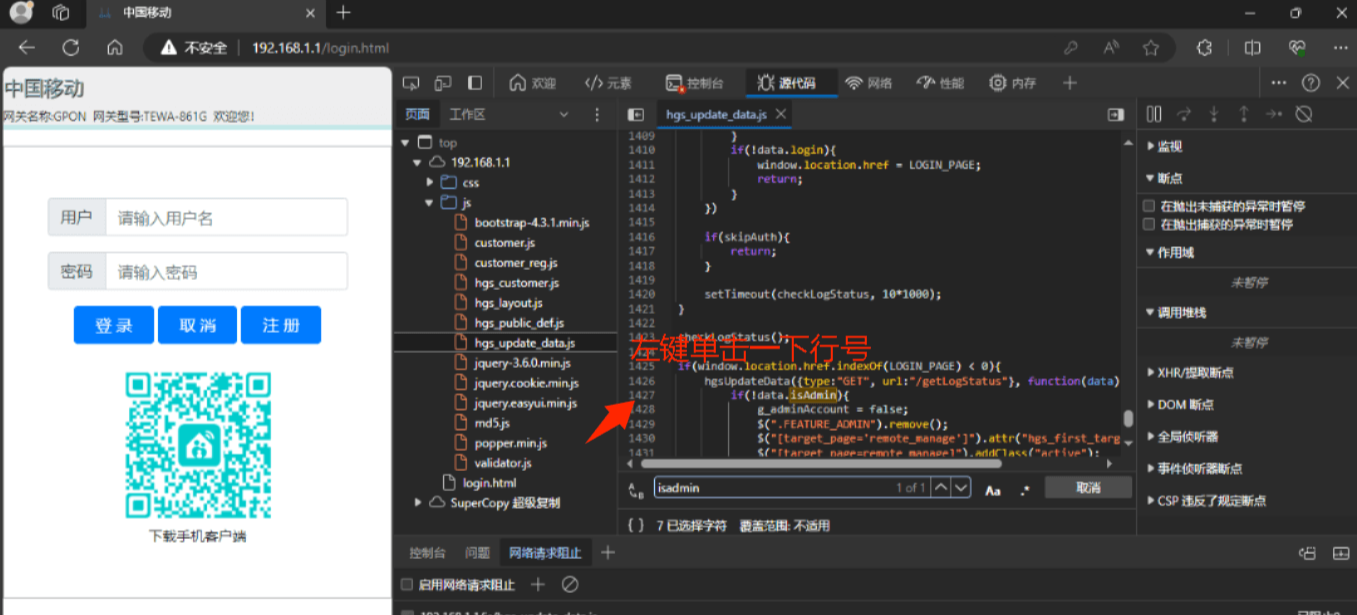 中国移动
不安全 192.168.1.1/login.html
中国移动
网关名称:GPON 网关型号:TEWA-861G 欢迎您!
用户 请输入用户名
密码 请输入密码
登 录 取 消 注 册
下载手机客户端
欢迎 元素 控制台 源代码 网络 性能 内存
页面 工作区
top
192.168.1.1
css
js
bootstrap-4.3.1.min.js
customer.js
customer_reg.js
hgs_customer.js
hgs_layout.js
hgs_public_def.js
hgs_update_data.js
jquery-3.6.0.min.js
jquery.cookie.min.js
jquery.easyui.min.js
md5.js
popper.min.js
validator.js
login.html
SuperCopy 超级复制
hgs_update_data.js
1409 }
1410 if(!data.login){
1411 window.location.href = LOGIN_PAGE;
1412 return;
1413 }
1414 })
1415
1416 if(skipAuth){
1417 return;
1418 }
1419
1420 setTimeout(checkLogStatus, 10*1000);
1421 }
1422
1423 checkLogStatus();
左键单击一下行号
1425 if(window.location.href.indexOf(LOGIN_PAGE) < 0){
1426 hgsUpdateData({type:"GET", url:"/getLogStatus"}, function(data)
1427 if(!data.isAdmin){
1428 g_adminAccount = false;
1429 $(".FEATURE_ADMIN").remove();
1430 $("[target_page='remote_manage']").attr("hgs_first_targ
1431 $("[target_page=remote_manage]").addClass("active");
isadmin 1 of 1 Aa .* 取消
{ } 7 已选择字符 覆盖范围: 不适用
监视
断点
在抛出未捕获的异常时暂停
在抛出捕获的异常时暂停
作用域
未暂停
调用堆栈
未暂停
XHR/提取断点
DOM 断点
全局侦听器
事件侦听器断点
CSP 违反了规定断点
控制台 问题 网络请求阻止
启用网络请求阻止